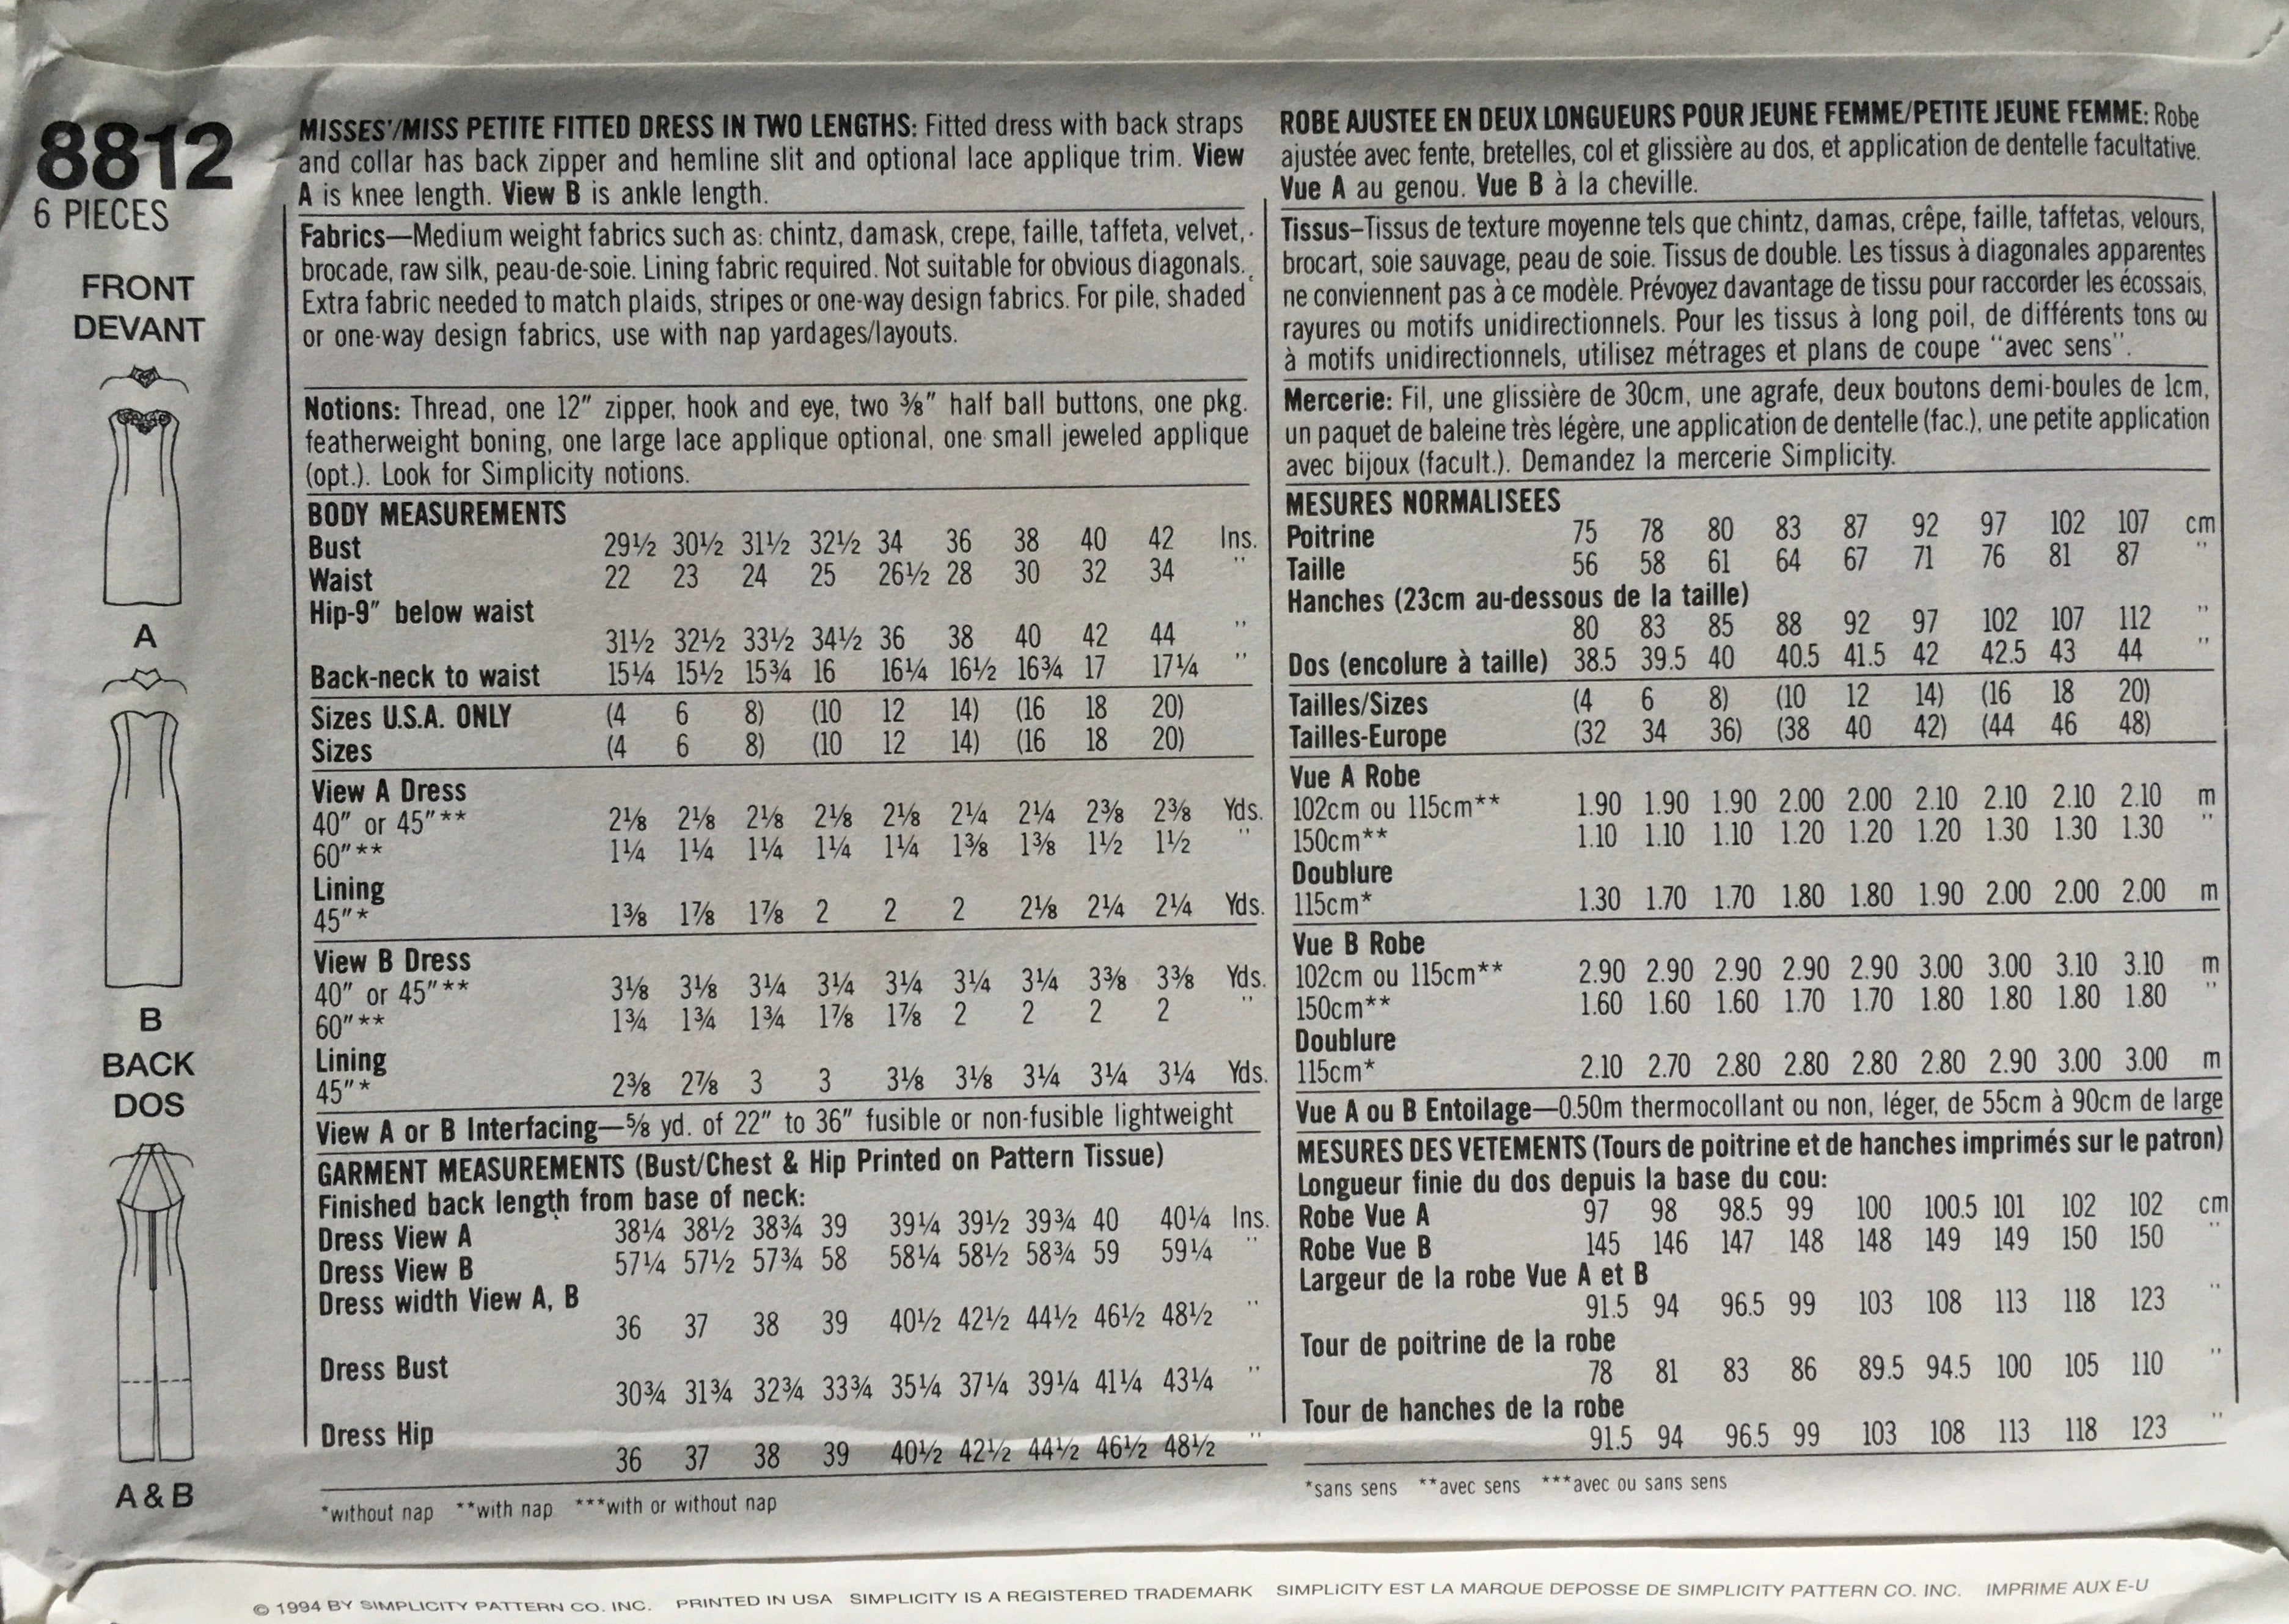 8812
6 PIECES
FRONT
DEVANT
A
B
BACK
DOS
A & B
MISSES'/MISS PETITE FITTED DRESS IN TWO LENGTHS: Fitted dress with back straps
and collar has back zipper and hemline slit and optional lace applique trim. View
A is knee length. View B is ankle length.
Fabrics—Medium weight fabrics such as: chintz, damask, crepe, faille, taffeta, velvet,
brocade, raw silk, peau-de-soie. Lining fabric required. Not suitable for obvious diagonals.
Extra fabric needed to match plaids, stripes or one-way design fabrics. For pile, shaded
or one-way design fabrics, use with nap yardages/layouts.
Notions: Thread, one 12" zipper, hook and eye, two ⅜" half ball buttons, one pkg.
featherweight boning, one large lace applique optional, one small jeweled applique
(opt.). Look for Simplicity notions.
BODY MEASUREMENTS
Bust 29½ 30½ 31½ 32½ 34 36 38 40 42 Ins.
Waist 22 23 24 25 26½ 28 30 32 34 "
Hip-9" below waist
31½ 32½ 33½ 34½ 36 38 40 42 44 "
Back-neck to waist 15¼ 15½ 15¾ 16 16¼ 16½ 16¾ 17 17¼ "
Sizes U.S.A. ONLY (4 6 8) (10 12 14) (16 18 20)
Sizes (4 6 8) (10 12 14) (16 18 20)
View A Dress
40" or 45"** 2⅛ 2⅛ 2⅛ 2⅛ 2⅛ 2¼ 2¼ 2⅜ 2⅜ Yds.
60"** 1¼ 1¼ 1¼ 1¼ 1¼ 1⅜ 1⅜ 1½ 1½ "
Lining
45"* 1⅜ 1⅞ 1⅞ 2 2 2 2⅛ 2¼ 2¼ Yds.
View B Dress
40" or 45"** 3⅛ 3⅛ 3¼ 3¼ 3¼ 3¼ 3¼ 3⅜ 3⅜ Yds.
60"** 1¾ 1¾ 1¾ 1⅞ 1⅞ 2 2 2 2 "
Lining
45"* 2⅜ 2⅞ 3 3 3⅛ 3⅛ 3¼ 3¼ 3¼ Yds.
View A or B Interfacing—⅝ yd. of 22" to 36" fusible or non-fusible lightweight
GARMENT MEASUREMENTS (Bust/Chest & Hip Printed on Pattern Tissue)
Finished back length from base of neck:
Dress View A 38¼ 38½ 38¾ 39 39¼ 39½ 39¾ 40 40¼ Ins.
Dress View B 57¼ 57½ 57¾ 58 58¼ 58½ 58¾ 59 59¼ "
Dress width View A, B
36 37 38 39 40½ 42½ 44½ 46½ 48½ "
Dress Bust
30¾ 31¾ 32¾ 33¾ 35¼ 37¼ 39¼ 41¼ 43¼ "
Dress Hip
36 37 38 39 40½ 42½ 44½ 46½ 48½ "
*without nap **with nap ***with or without nap
ROBE AJUSTEE EN DEUX LONGUEURS POUR JEUNE FEMME/PETITE JEUNE FEMME: Robe
ajustée avec fente, bretelles, col et glissière au dos, et application de dentelle facultative.
Vue A au genou. Vue B à la cheville.
Tissus–Tissus de texture moyenne tels que chintz, damas, crêpe, faille, taffetas, velours,
brocart, soie sauvage, peau de soie. Tissus de double. Les tissus à diagonales apparentes
ne conviennent pas à ce modèle. Prévoyez davantage de tissu pour raccorder les écossais,
rayures ou motifs unidirectionnels. Pour les tissus à long poil, de différents tons ou
à motifs unidirectionnels, utilisez métrages et plans de coupe "avec sens".
Mercerie: Fil, une glissière de 30cm, une agrafe, deux boutons demi-boules de 1cm,
un paquet de baleine très légère, une application de dentelle (fac.), une petite application
avec bijoux (facult.). Demandez la mercerie Simplicity.
MESURES NORMALISEES
Poitrine 75 78 80 83 87 92 97 102 107 cm
Taille 56 58 61 64 67 71 76 81 87 "
Hanches (23cm au-dessous de la taille)
80 83 85 88 92 97 102 107 112 "
Dos (encolure à taille) 38.5 39.5 40 40.5 41.5 42 42.5 43 44 "
Tailles/Sizes (4 6 8) (10 12 14) (16 18 20)
Tailles-Europe (32 34 36) (38 40 42) (44 46 48)
Vue A Robe
102cm ou 115cm** 1.90 1.90 1.90 2.00 2.00 2.10 2.10 2.10 2.10 m
150cm** 1.10 1.10 1.10 1.20 1.20 1.20 1.30 1.30 1.30 "
Doublure
115cm* 1.30 1.70 1.70 1.80 1.80 1.90 2.00 2.00 2.00 m
Vue B Robe
102cm ou 115cm** 2.90 2.90 2.90 2.90 2.90 3.00 3.00 3.10 3.10 m
150cm** 1.60 1.60 1.60 1.70 1.70 1.80 1.80 1.80 1.80 "
Doublure
115cm* 2.10 2.70 2.80 2.80 2.80 2.80 2.90 3.00 3.00 m
Vue A ou B Entoilage—0.50m thermocollant ou non, léger, de 55cm à 90cm de large
MESURES DES VETEMENTS (Tours de poitrine et de hanches imprimés sur le patron)
Longueur finie du dos depuis la base du cou:
Robe Vue A 97 98 98.5 99 100 100.5 101 102 102 cm
Robe Vue B 145 146 147 148 148 149 149 150 150 "
Largeur de la robe Vue A et B
91.5 94 96.5 99 103 108 113 118 123 "
Tour de poitrine de la robe
78 81 83 86 89.5 94.5 100 105 110 "
Tour de hanches de la robe
91.5 94 96.5 99 103 108 113 118 123 "
*sans sens **avec sens ***avec ou sans sens
© 1994 BY SIMPLICITY PATTERN CO. INC. PRINTED IN USA SIMPLICITY IS A REGISTERED TRADEMARK SIMPLICITY EST LA MARQUE DEPOSSE DE SIMPLICITY PATTERN CO. INC. IMPRIME AUX E-U